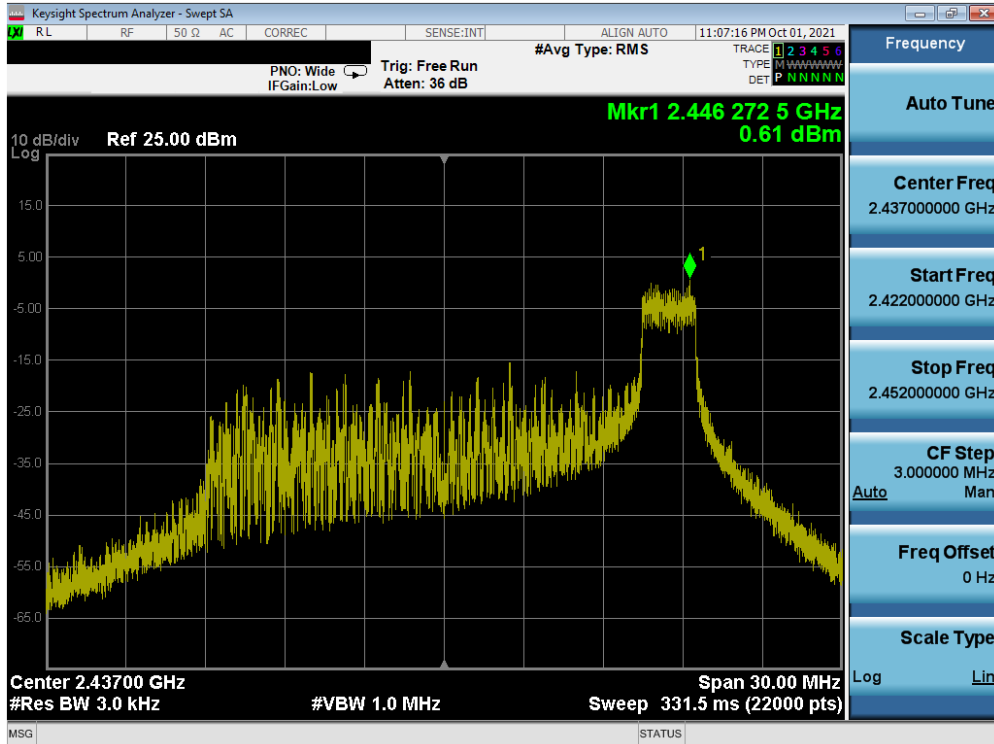 Keysight Spectrum Analyzer - Swept SA
LXI RL RF 50 Ω AC CORREC SENSE:INT ALIGN AUTO 11:07:16 PM Oct 01, 2021
#Avg Type: RMS
TRACE 1 2 3 4 5 6
PNO: Wide Trig: Free Run
TYPE M WWWWW
IFGain:Low Atten: 36 dB
DET P N N N N N
Mkr1 2.446 272 5 GHz
0.61 dBm
10 dB/div Ref 25.00 dBm
Log
15.0
5.00
-5.00
-15.0
-25.0
-35.0
-45.0
-55.0
-65.0
1
Center 2.43700 GHz Span 30.00 MHz
#Res BW 3.0 kHz #VBW 1.0 MHz Sweep 331.5 ms (22000 pts)
MSG STATUS
Frequency
Auto Tune
Center Freq
2.437000000 GHz
Start Freq
2.422000000 GHz
Stop Freq
2.452000000 GHz
CF Step
3.000000 MHz
Auto Man
Freq Offset
0 Hz
Scale Type
Log Lin